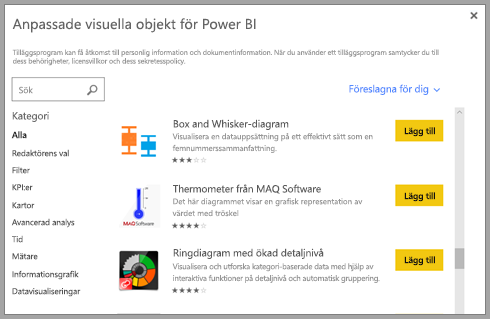 Anpassade visuella objekt för Power BI
Tilläggsprogram kan få åtkomst till personlig information och dokumentinformation. När du använder ett tilläggsprogram samtycker du till
dess behörigheter, licensvillkor och dess sekretesspolicy.
Sök
Föreslagna för dig
Kategori
Alla
Redaktörens val
Filter
KPI:er
Kartor
Avancerad analys
Tid
Mätare
Informationsgrafik
Datavisualiseringar
Box and Whisker-diagram
Visualisera en datauppsättning på ett effektivt sätt som en
femnummerssammanfattning.
Lägg till
MAQ Software
Thermometer från MAQ Software
Det här diagrammet visar en grafisk representation av
värdet med tröskel
Lägg till
Ringdiagram med ökad detaljnivå
Visualisera och utforska kategori-baserade data med hjälp av
interaktiva funktioner på detaljnivå och automatisk gruppering.
Lägg till